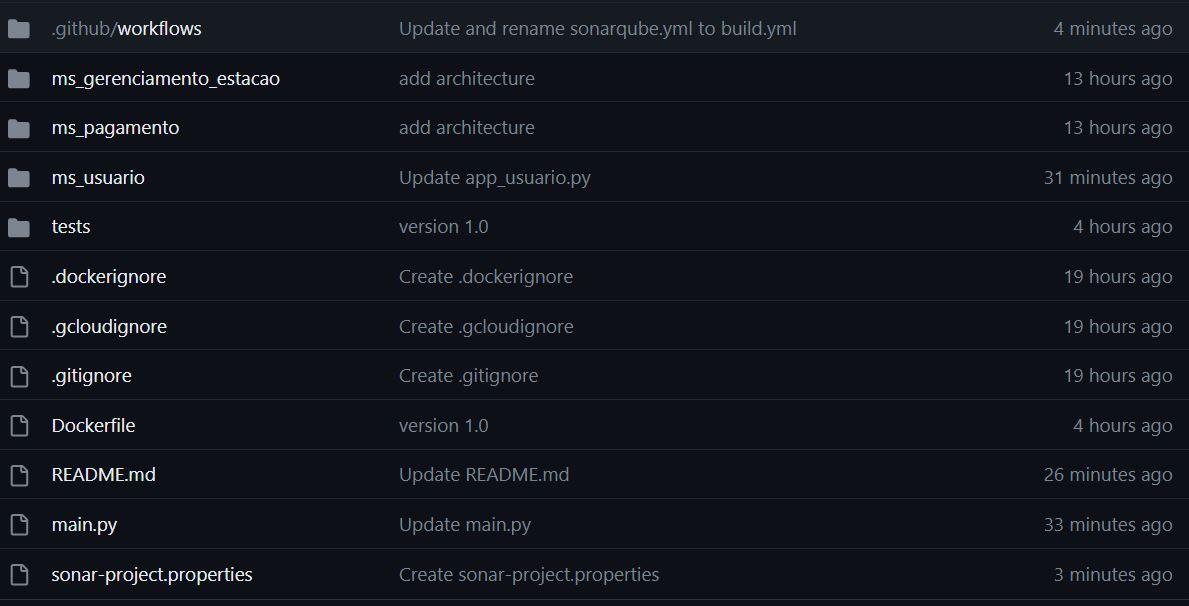 .github/workflows Update and rename sonarqube.yml to build.yml 4 minutes ago
ms_gerenciamento_estacao add architecture 13 hours ago
ms_pagamento add architecture 13 hours ago
ms_usuario Update app_usuario.py 31 minutes ago
tests version 1.0 4 hours ago
.dockerignore Create .dockerignore 19 hours ago
.gcloudignore Create .gcloudignore 19 hours ago
.gitignore Create .gitignore 19 hours ago
Dockerfile version 1.0 4 hours ago
README.md Update README.md 26 minutes ago
main.py Update main.py 33 minutes ago
sonar-project.properties Create sonar-project.properties 3 minutes ago